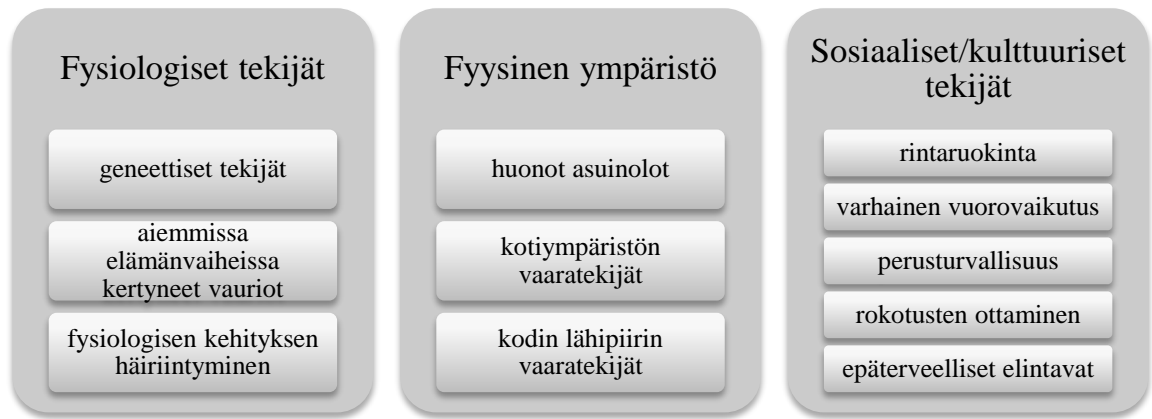 Fysiologiset tekijät
geneettiset tekijät
aiemmissa
elämänvaiheissa
kertyneet vauriot
fysiologisen kehityksen
häiriintyminen
Fyysinen ympäristö
huonot asuinolot
kotiympäristön
vaaratekijät
kodin lähipiirin
vaaratekijät
Sosiaaliset/kulttuuriset
tekijät
rintaruokinta
varhainen vuorovaikutus
perusturvallisuus
rokotusten ottaminen
epäterveelliset elintavat